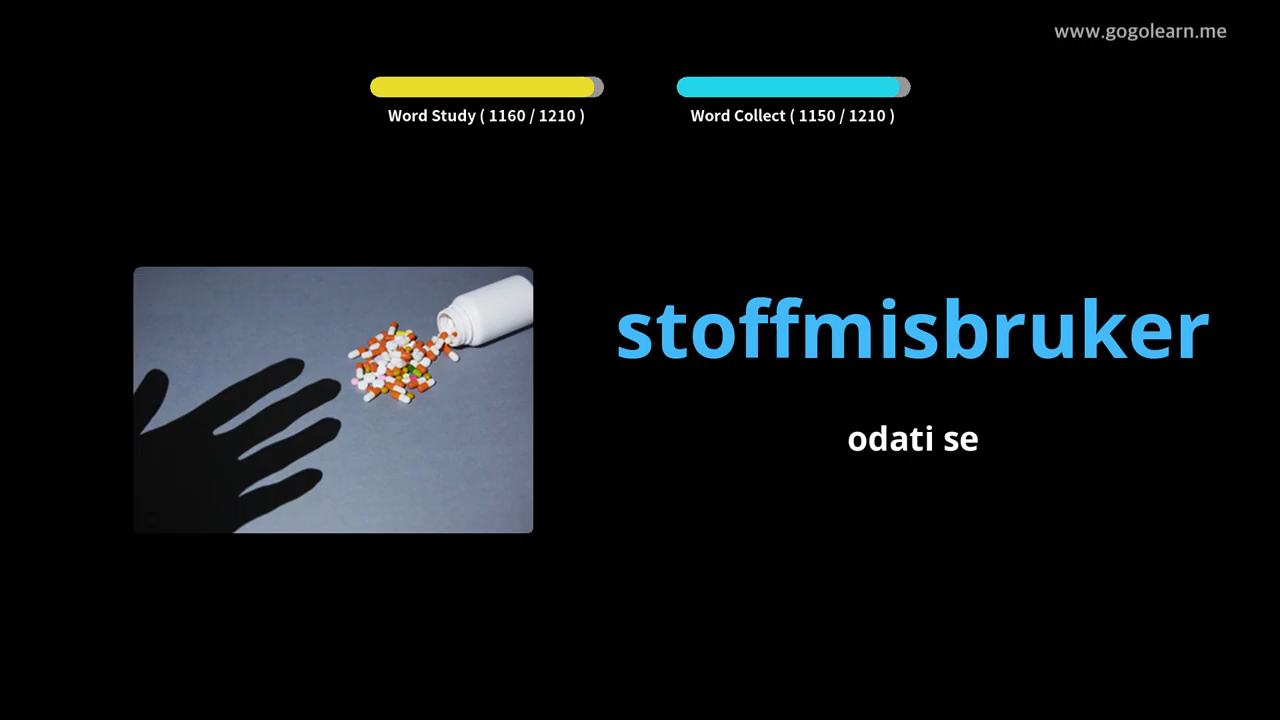 www.gogolearn.me
Word Study ( 1160 / 1210 )
Word Collect ( 1150 / 1210 )
stoffmisbruker
odati se